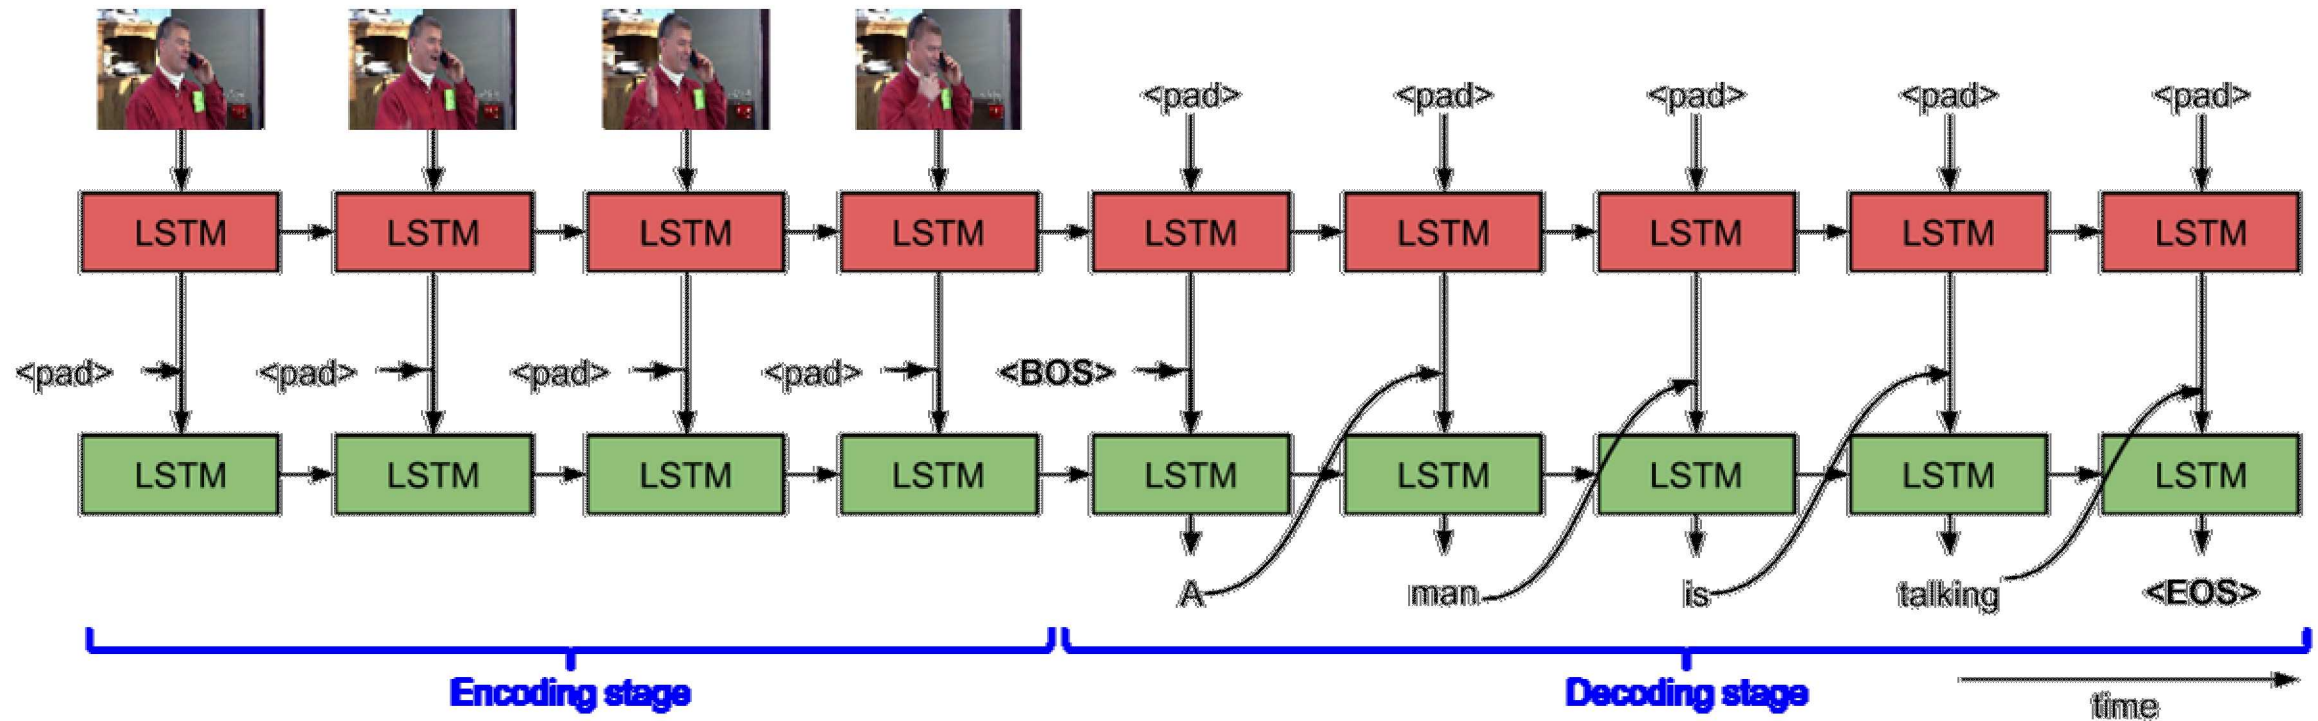 <pad> <pad> <pad> <pad> <pad>
LSTM LSTM LSTM LSTM LSTM LSTM LSTM LSTM LSTM
<pad> <pad> <pad> <pad> <BOS>
LSTM LSTM LSTM LSTM LSTM LSTM LSTM LSTM LSTM
A man is talking <EOS>
Encoding stage Decoding stage
time